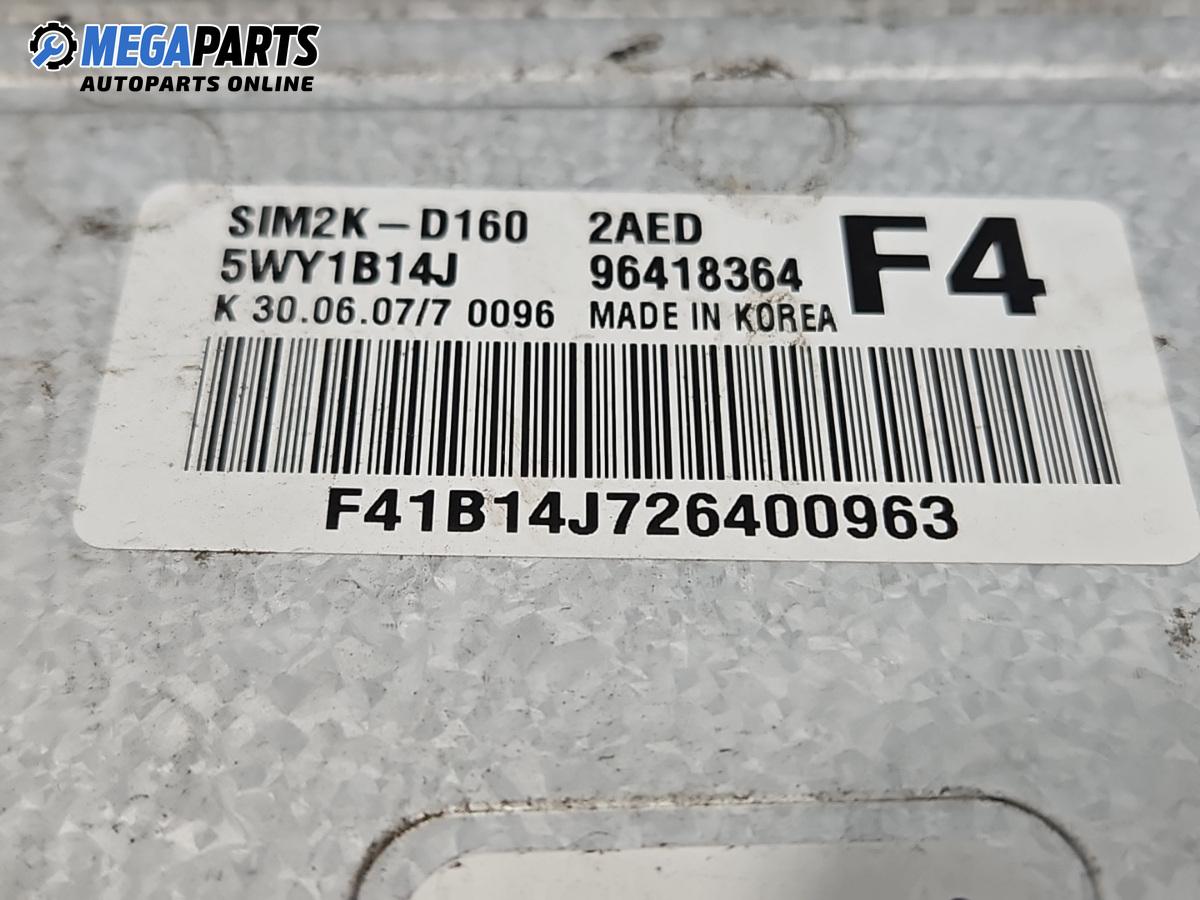 MEGAPARTS
AUTOPARTS ONLINE
SIM2K-D160 2AED F4
5WY1B14J 96418364
K 30.06.07/7 0096 MADE IN KOREA
F41B14J726400963